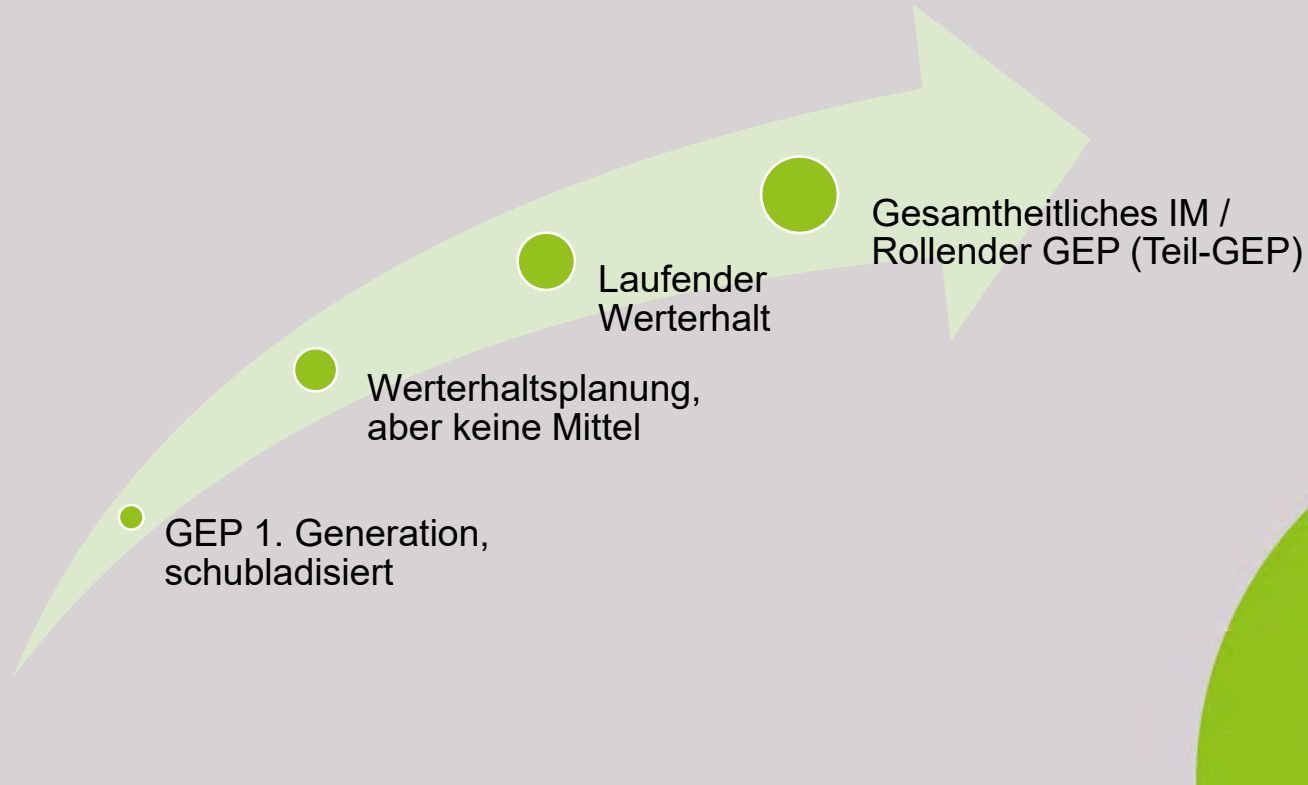 Gesamtheitliches IM /
Rollender GEP (Teil-GEP)
Laufender
Werterhalt
Werterhaltsplanung,
aber keine Mittel
GEP 1. Generation,
schubladisiert